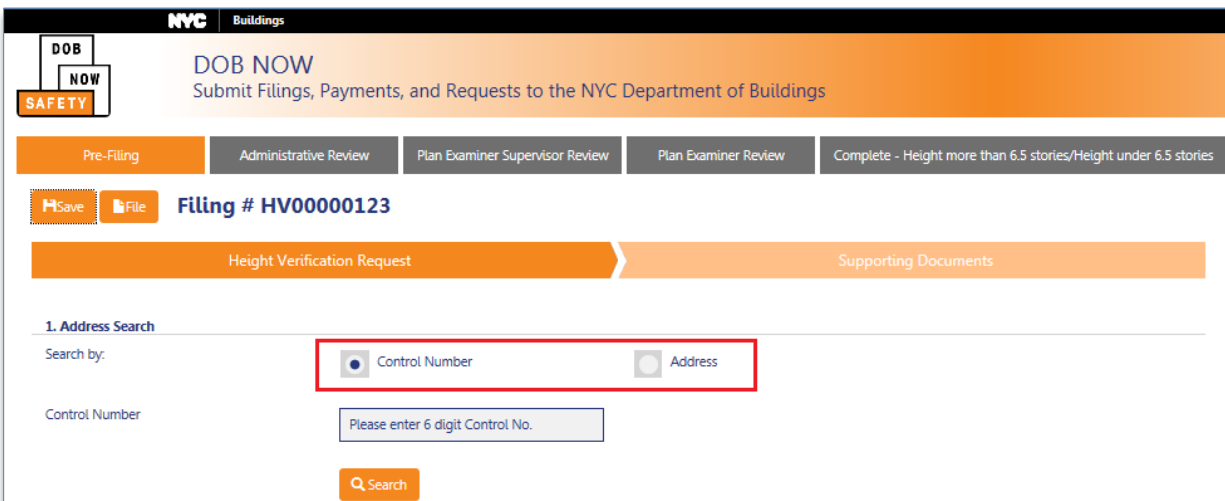 NYC Buildings
DOB
NOW
SAFETY
DOB NOW
Submit Filings, Payments, and Requests to the NYC Department of Buildings
Pre-Filing Administrative Review Plan Examiner Supervisor Review Plan Examiner Review Complete - Height more than 6.5 stories/Height under 6.5 stories
Save File Filing # HV00000123
Height Verification Request Supporting Documents
1. Address Search
Search by: Control Number Address
Control Number Please enter 6 digit Control No.
Search